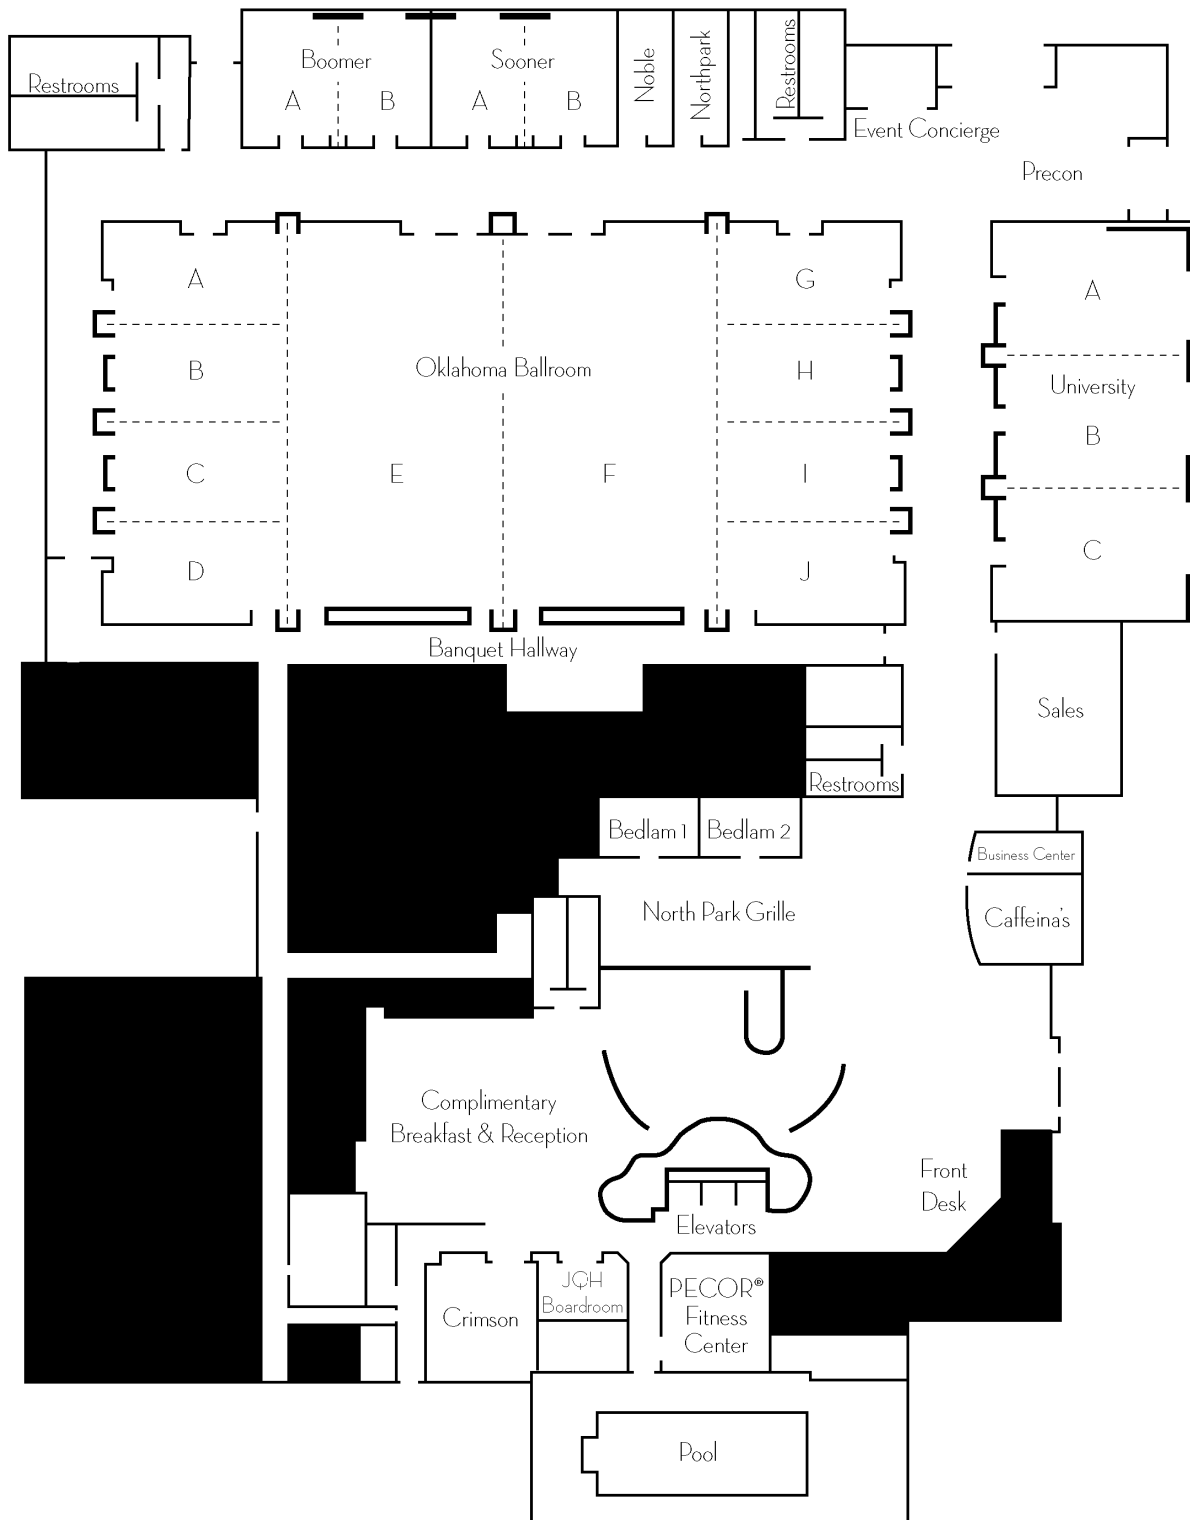 Restrooms
Boomer
A
B
Sooner
A
B
Noble
Northpark
Restrooms
Event Concierge
Precon
A
B
C
D
E
F
G
H
I
J
Oklahoma Ballroom
A
University
B
C
Banquet Hallway
Sales
Restrooms
Bedlam 1
Bedlam 2
Business Center
Caffeina's
North Park Grille
Complimentary
Breakfast & Reception
Front
Desk
Elevators
Crimson
JQH
Boardroom
PECOR®
Fitness
Center
Pool